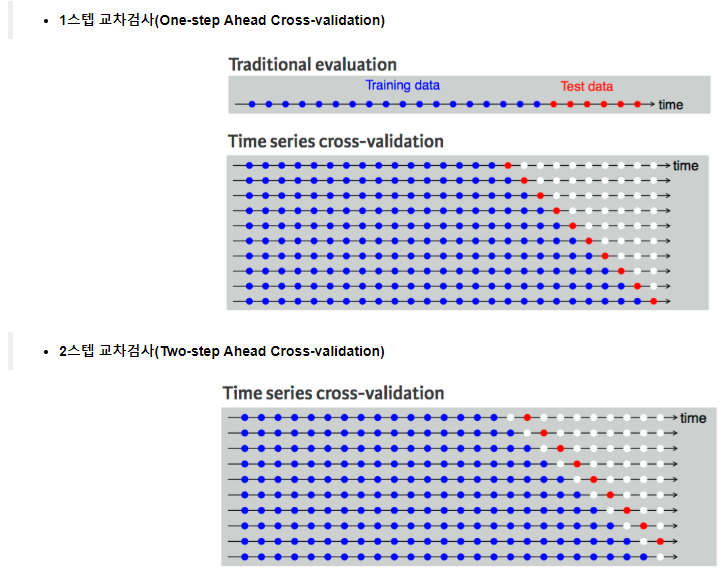 1스텝 교차검사(One-step Ahead Cross-validation)
Traditional evaluation
Training data
Test data
time
Time series cross-validation
time
2스텝 교차검사(Two-step Ahead Cross-validation)
Time series cross-validation
time